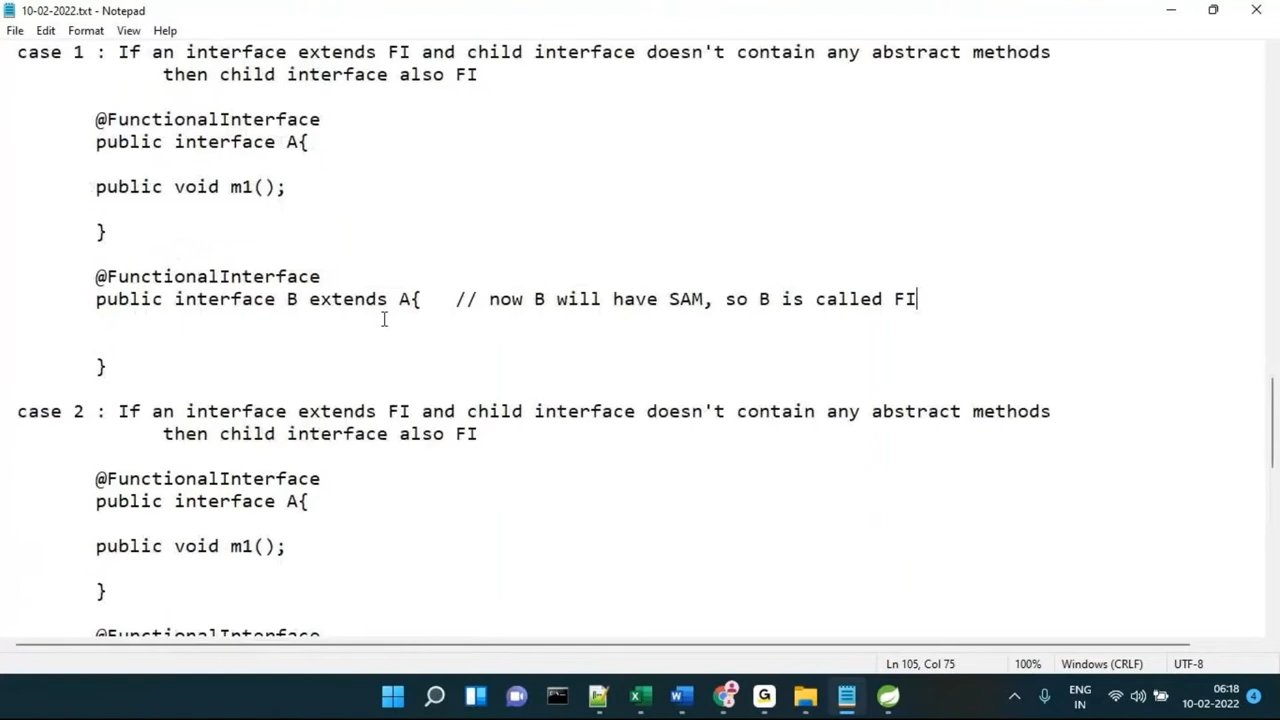 10-02-2022.txt - Notepad
File Edit Format View Help
case 1 : If an interface extends FI and child interface doesn't contain any abstract methods
then child interface also FI
@FunctionalInterface
public interface A{
public void m1();
}
@FunctionalInterface
public interface B extends A{ // now B will have SAM, so B is called FI
}
case 2 : If an interface extends FI and child interface doesn't contain any abstract methods
then child interface also FI
@FunctionalInterface
public interface A{
public void m1();
}
@FunctionalInterface
Ln 105, Col 75 100% Windows (CRLF) UTF-8
ENG 06:18
IN 10-02-2022 4